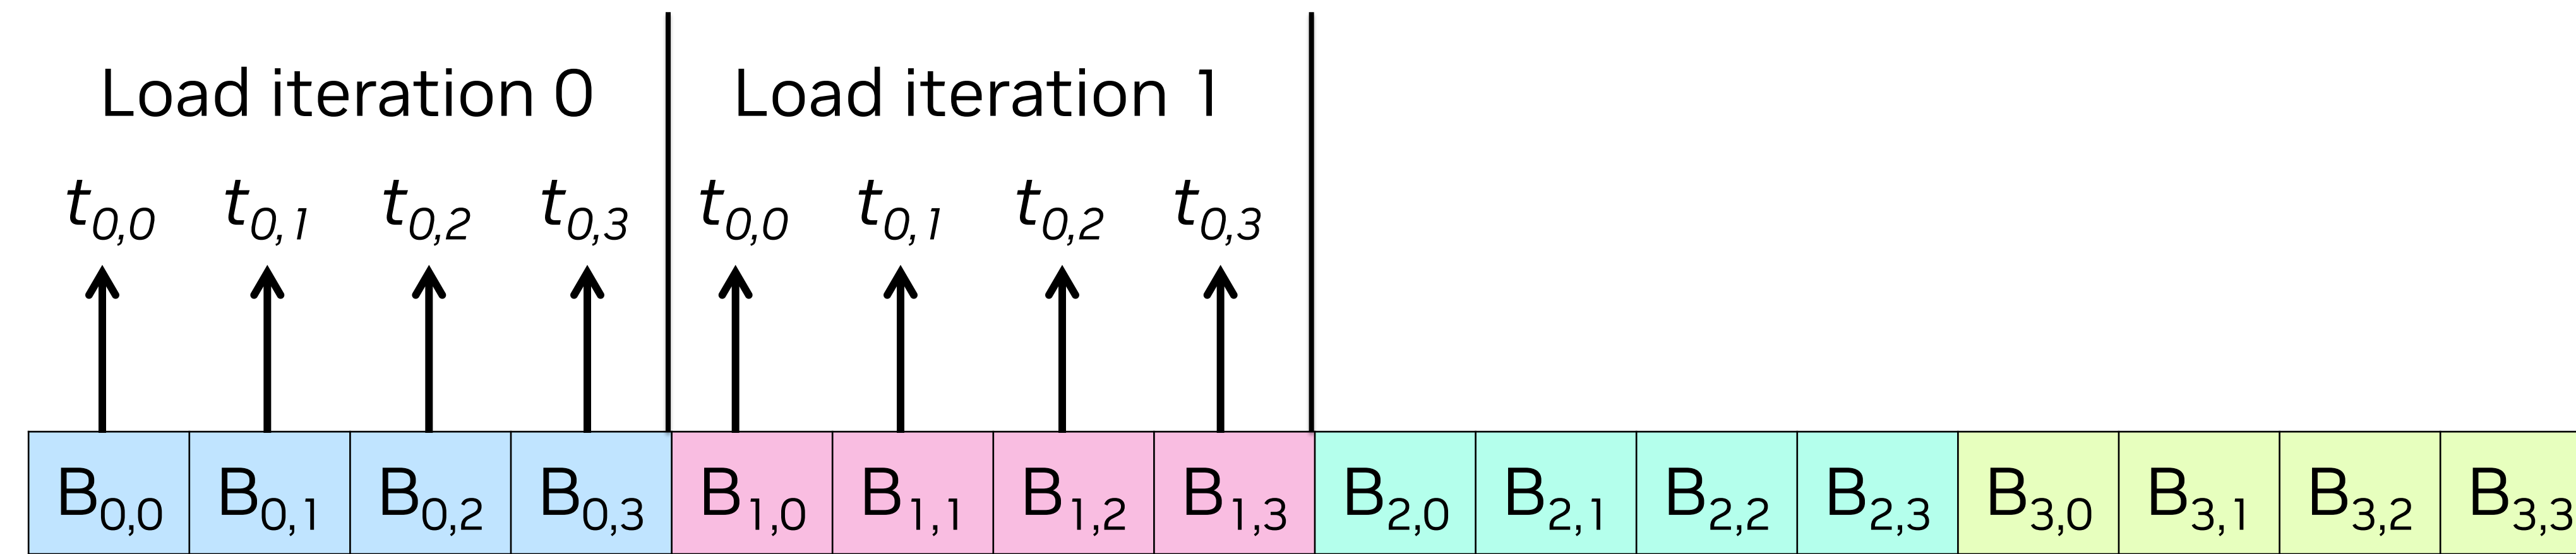 Load iteration 0 Load iteration 1
t0,0 t0,1 t0,2 t0,3 t0,0 t0,1 t0,2 t0,3
B0,0 B0,1 B0,2 B0,3 B1,0 B1,1 B1,2 B1,3 B2,0 B2,1 B2,2 B2,3 B3,0 B3,1 B3,2 B3,3